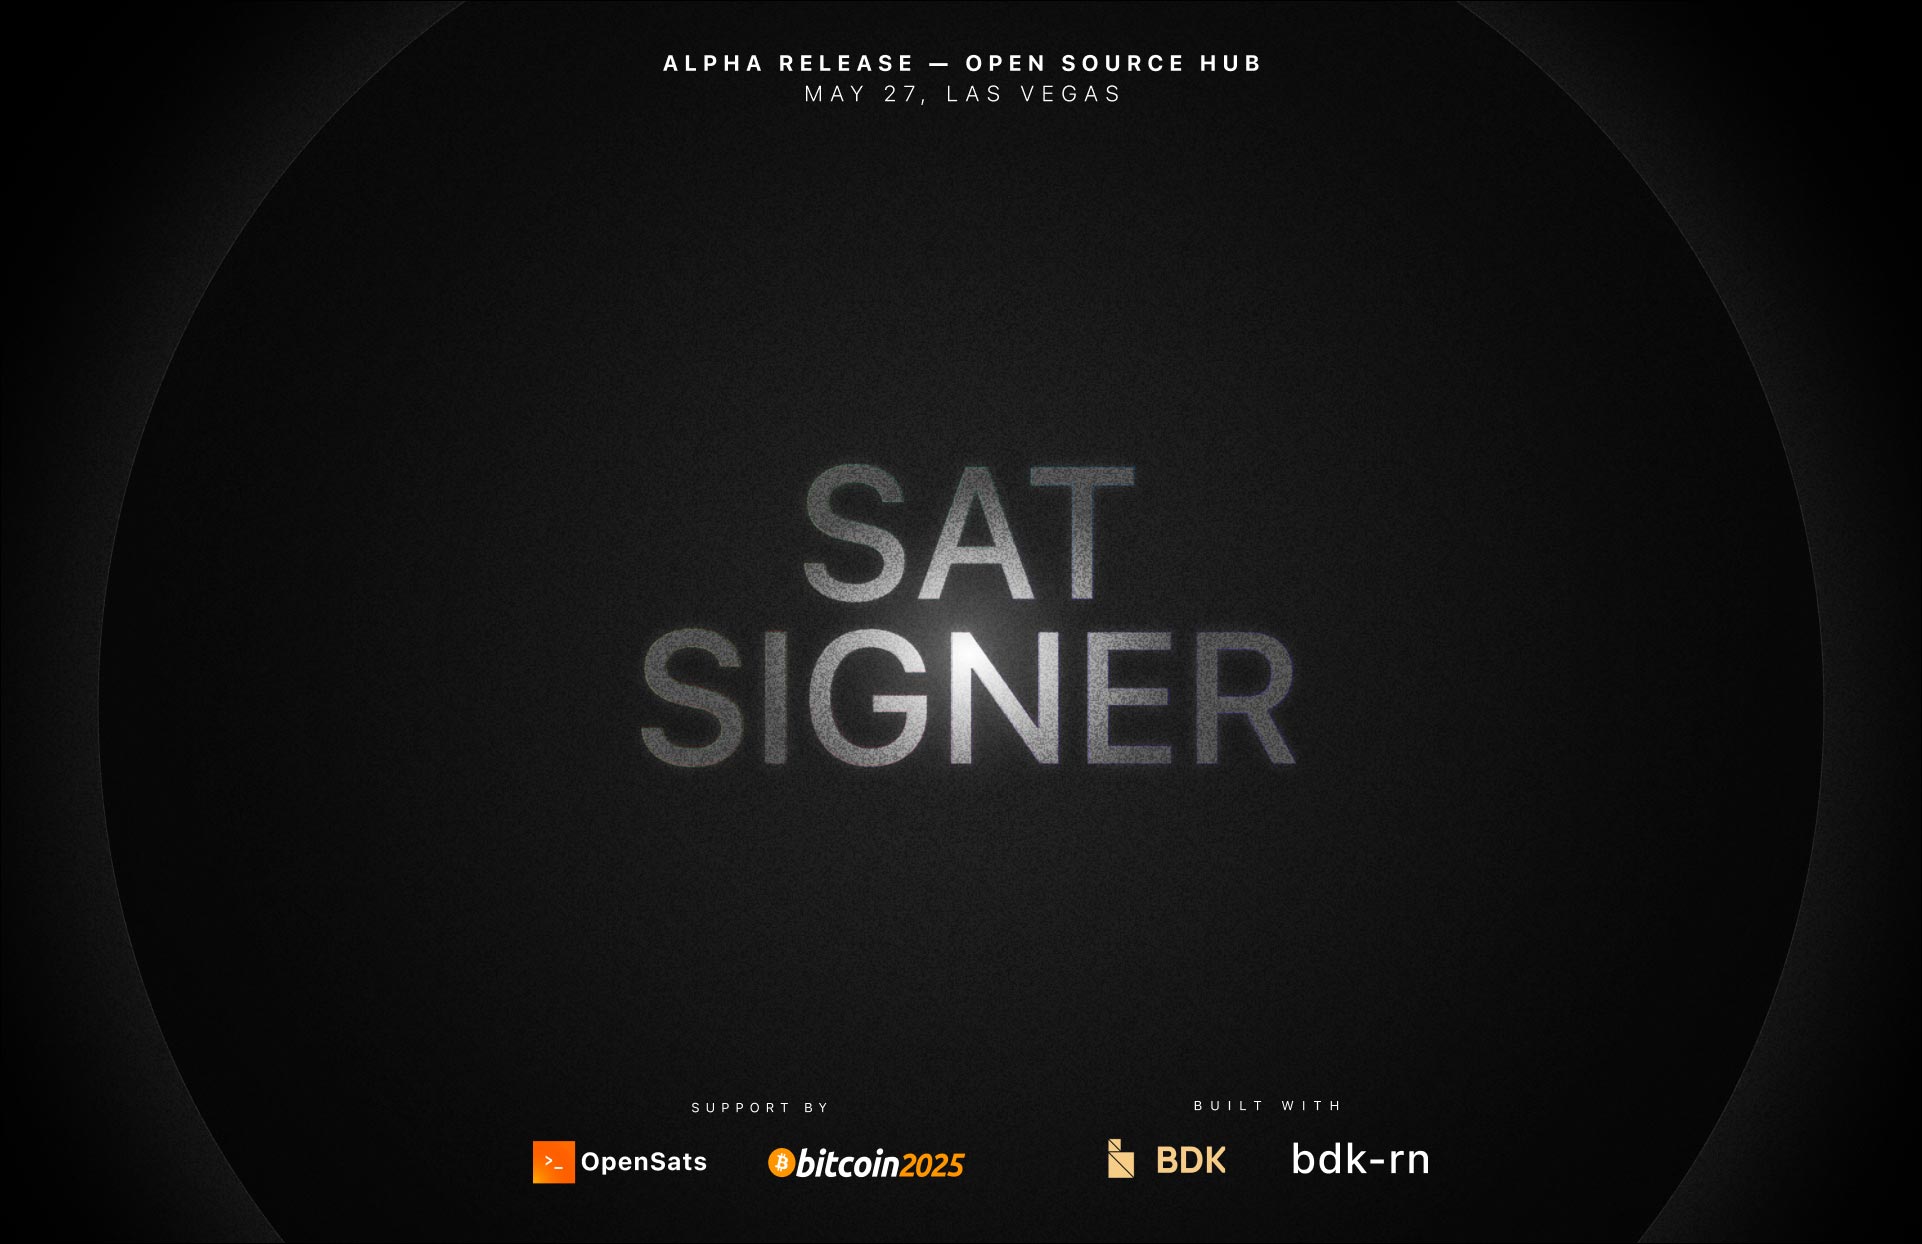 ALPHA RELEASE — OPEN SOURCE HUB
MAY 27, LAS VEGAS
SAT
SIGNER
SUPPORT BY
>_ OpenSats
bitcoin2025
BUILT WITH
BDK
bdk-rn